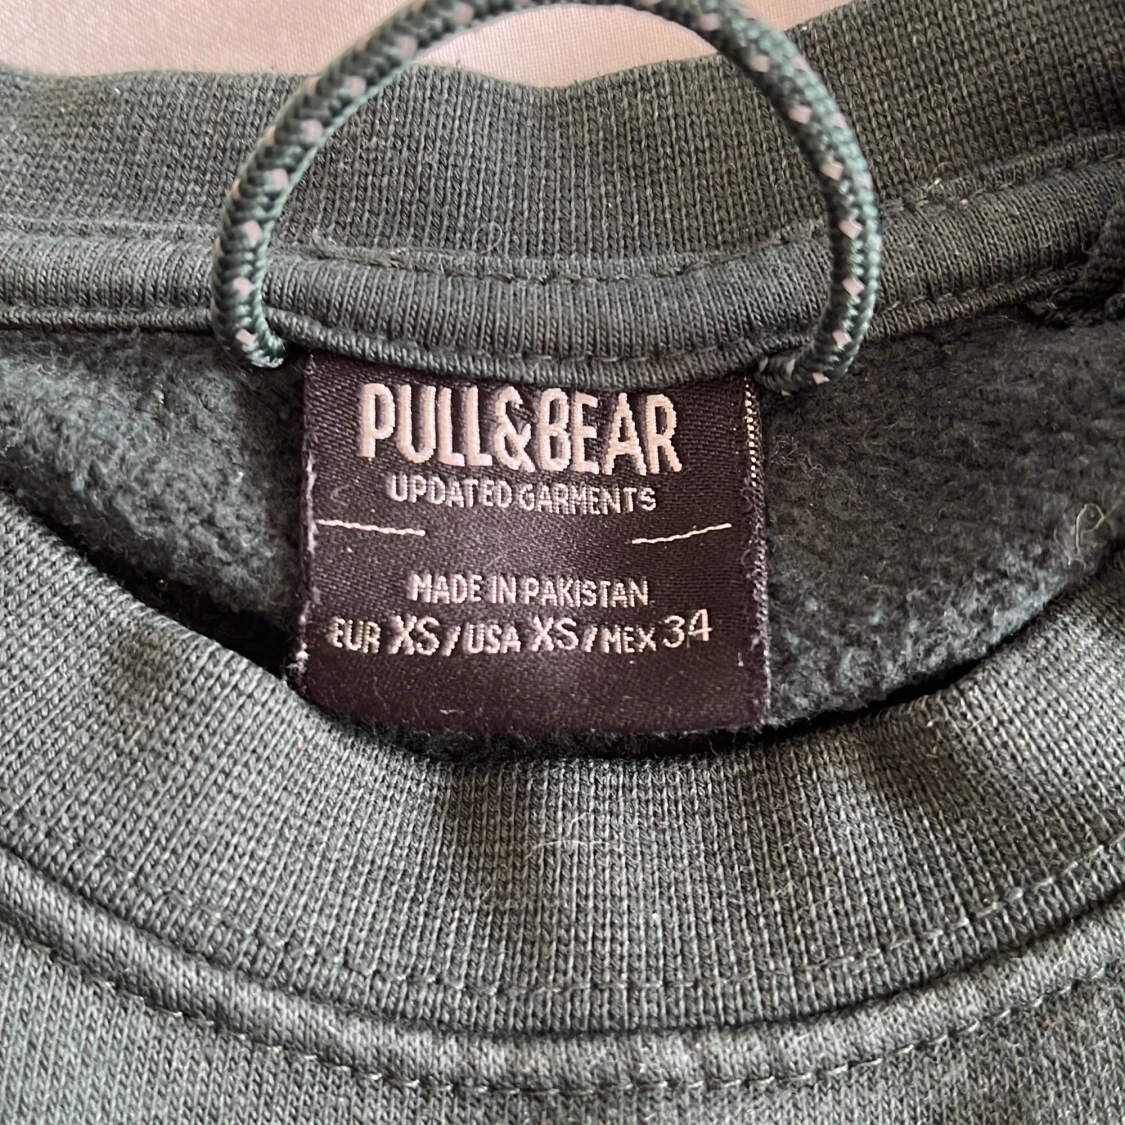 PULL&BEAR
UPDATED GARMENTS
MADE IN PAKISTAN
EUR XS/USA XS/MEX 34